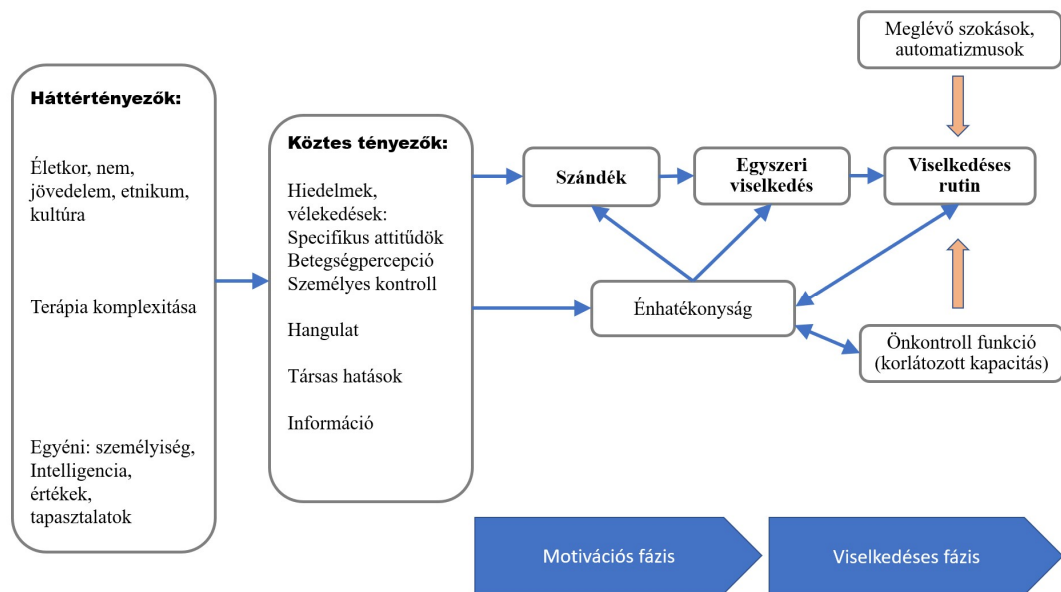 Háttértényezők:
Életkor, nem,
jövedelem, etnikum,
kultúra
Terápia komplexitása
Egyéni: személyiség,
Intelligencia,
értékek,
tapasztalatok
Köztes tényezők:
Hiedelmek,
vélekedések:
Specifikus attitűdök
Betegségpercepció
Személyes kontroll
Hangulat
Társas hatások
Információ
Szándék
Egyszeri
viselkedés
Meglévő szokások,
automatizmusok
Viselkedéses
rutin
Énhatékonyság
Önkontroll funkció
(korlátozott kapacitás)
Motivációs fázis
Viselkedéses fázis